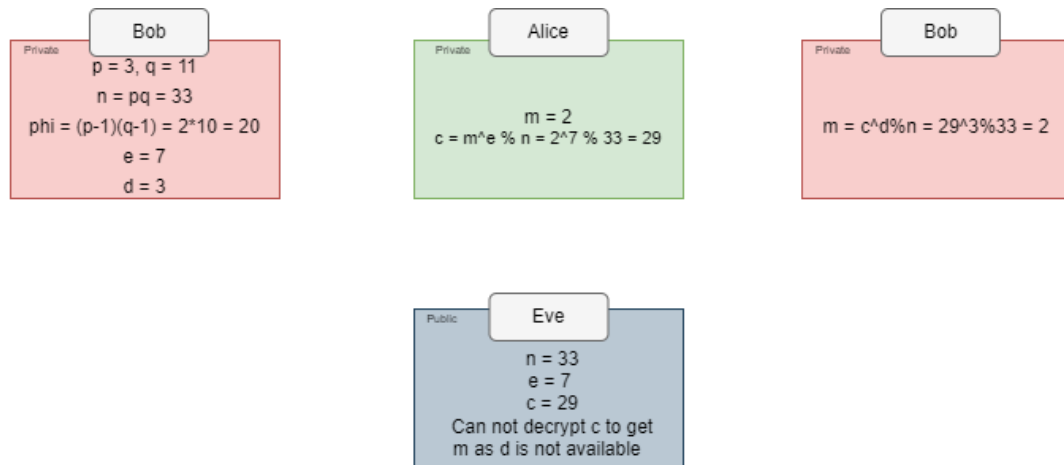 Bob
Private
p = 3, q = 11
n = pq = 33
phi = (p-1)(q-1) = 2*10 = 20
e = 7
d = 3
Alice
Private
m = 2
c = m^e % n = 2^7 % 33 = 29
Bob
Private
m = c^d%n = 29^3%33 = 2
Eve
Public
n = 33
e = 7
c = 29
Can not decrypt c to get
m as d is not available